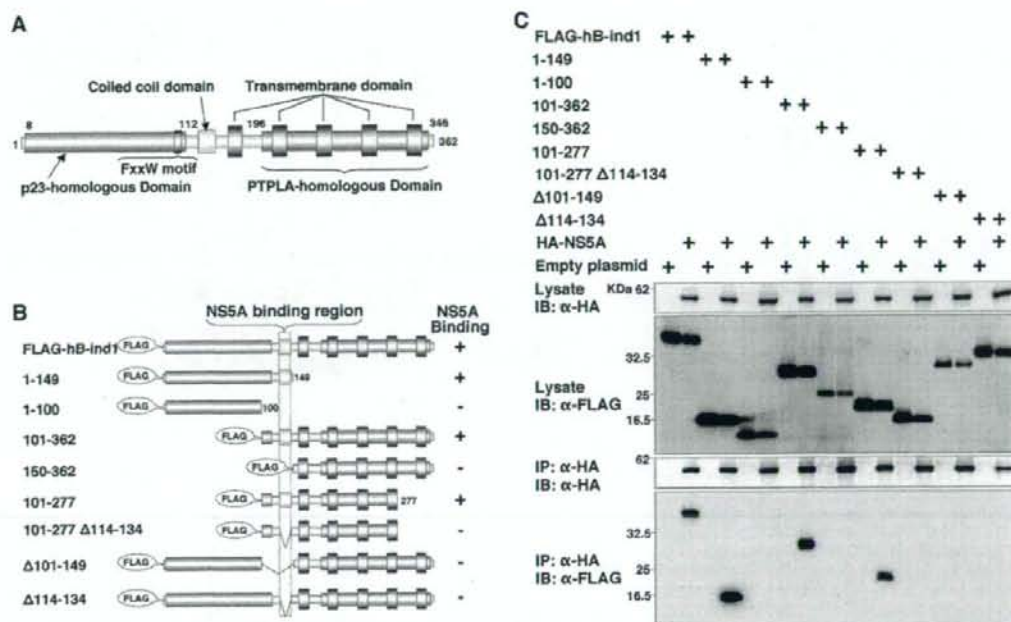 A
Coiled coil domain
Transmembrane domain
8
112
196
346
1
362
FxxW motif
p23-homologous Domain
PTPLA-homologous Domain
B
NS5A binding region
NS5A Binding
FLAG-hB-ind1 FLAG +
1-149 FLAG 149 +
1-100 FLAG 100 -
101-362 FLAG +
150-362 FLAG -
101-277 FLAG 277 +
101-277 Δ114-134 FLAG -
Δ101-149 FLAG -
Δ114-134 FLAG -
C
FLAG-hB-ind1 + +
1-149 + +
1-100 + +
101-362 + +
150-362 + +
101-277 + +
101-277 Δ114-134 + +
Δ101-149 + +
Δ114-134 + +
HA-NS5A + + + + + + + + +
Empty plasmid + + + + + + + + +
Lysate KDa 62
IB: α-HA
32.5
Lysate 25
IB: α-FLAG
16.5
62
IP: α-HA
IB: α-HA
32.5
IP: α-HA 25
IB: α-FLAG
16.5